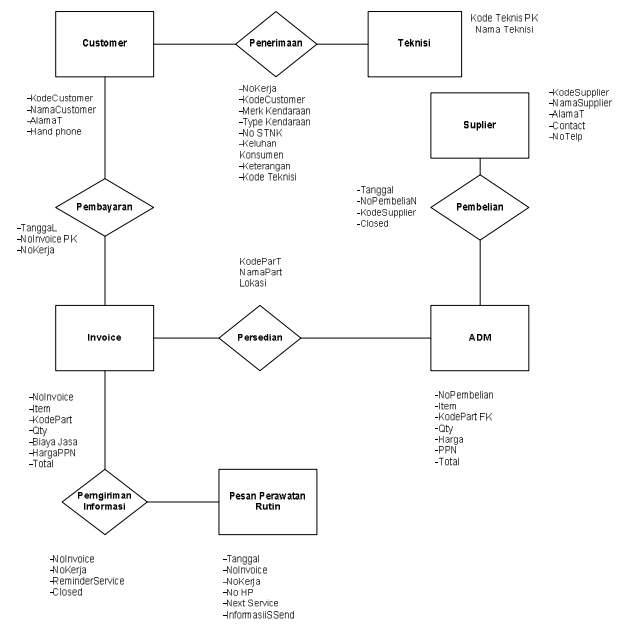 Customer
Penerimaan
Teknisi
Kode Teknis PK
Nama Teknisi
-KodeCustomer
-NamaCustomer
-AlamaT
-Hand phone
-NoKerja
-KodeCustomer
-Merk Kendaraan
-Type Kendaraan
-No STNK
-Keluhan
Konsumen
-Keterangan
-Kode Teknisi
Suplier
-KodeSupplier
-NamaSupplier
-AlamaT
-Contact
-NoTelp
Pembayaran
-TanggaL
-NoInvoice PK
-NoKerja
-Tanggal
-NoPembeliaN
-KodeSupplier
-Closed
Pembelian
KodeParT
NamaPart
Lokasi
Invoice
Persedian
ADM
-NoInvoice
-Item
-KodePart
-Qty
-Biaya Jasa
-HargaPPN
-Total
-NoPembelian
-Item
-KodePart FK
-Qty
-Harga
-PPN
-Total
Perngiriman
Informasi
Pesan Perawatan
Rutin
-NoInvoice
-NoKerja
-ReminderService
-Closed
-Tanggal
-NoInvoice
-NoKerja
-No HP
-Next Service
-InformasiiSSend